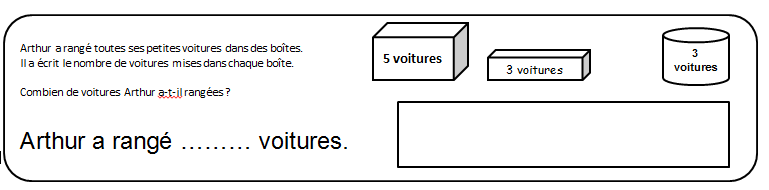 Arthur a rangé toutes ses petites voitures dans des boîtes.
Il a écrit le nombre de voitures mises dans chaque boîte.
Combien de voitures Arthur a-t-il rangées ?
Arthur a rangé ……… voitures.
5 voitures
3 voitures
3
voitures